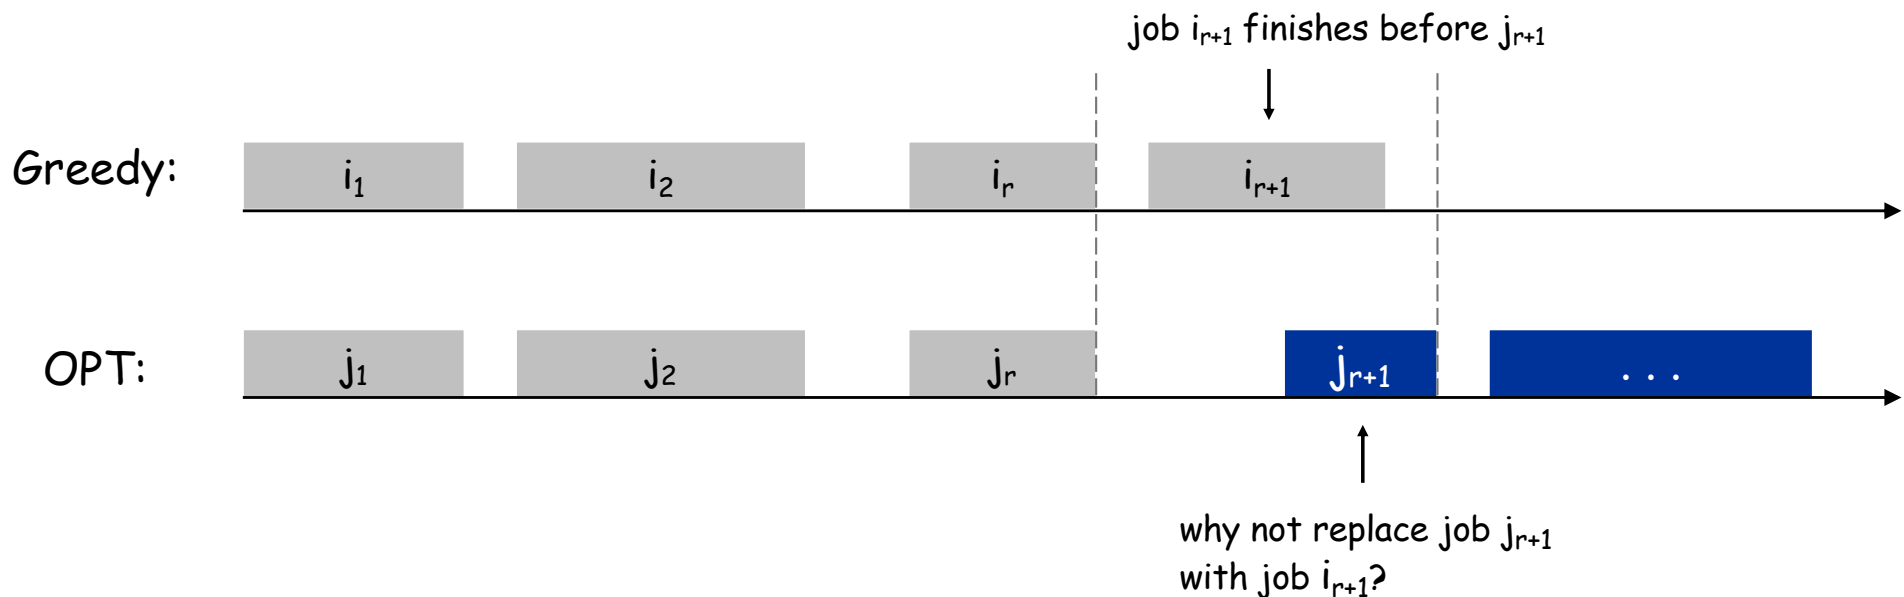 job i_{r+1} finishes before j_{r+1}
Greedy: i_1 i_2 i_r i_{r+1}
OPT: j_1 j_2 j_r j_{r+1} . . .
why not replace job j_{r+1}
with job i_{r+1}?